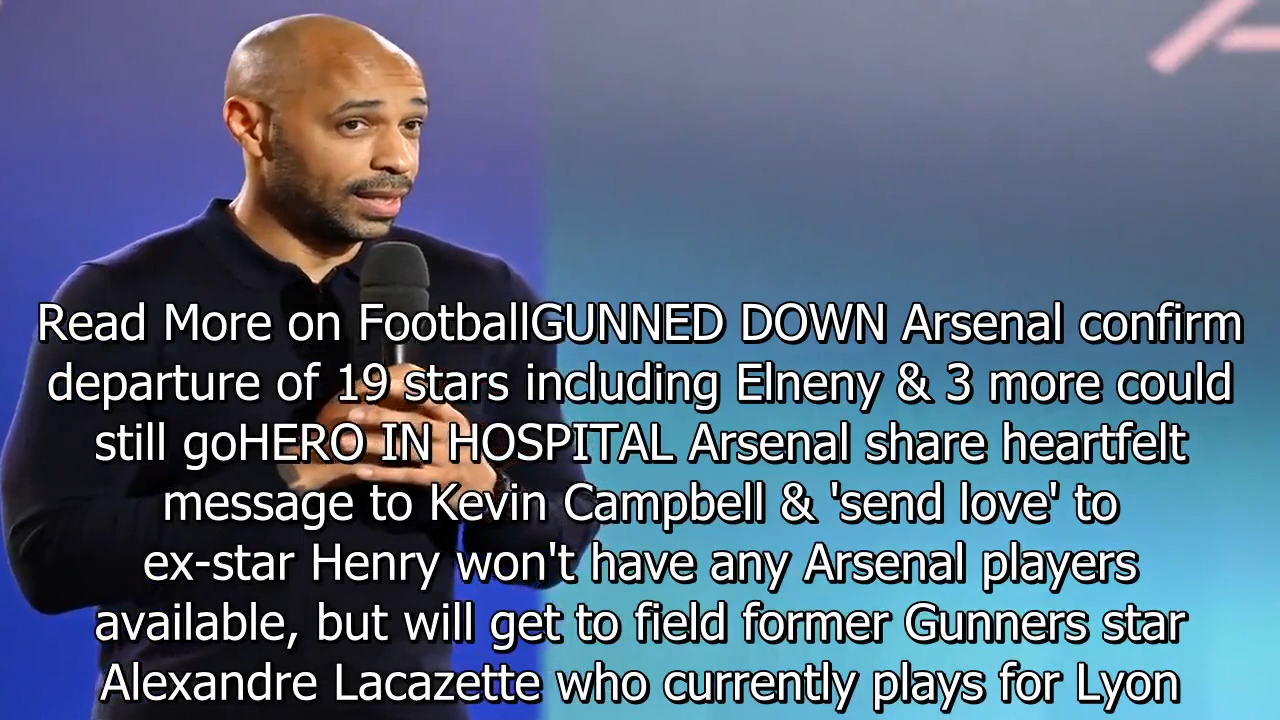 Read More on FootballGUNNED DOWN Arsenal confirm
departure of 19 stars including Elneny & 3 more could
still goHERO IN HOSPITAL Arsenal share heartfelt
message to Kevin Campbell & 'send love' to
ex-star Henry won't have any Arsenal players
available, but will get to field former Gunners star
Alexandre Lacazette who currently plays for Lyon